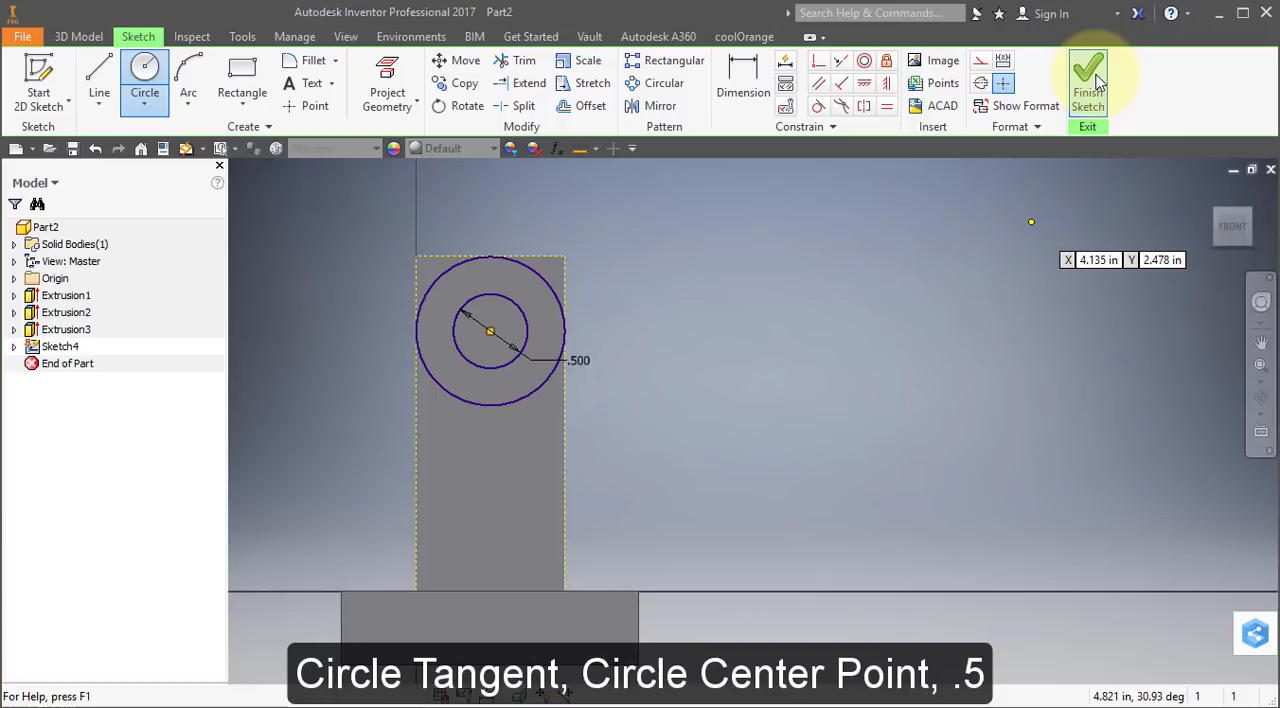 PRO
Autodesk Inventor Professional 2017 Part2
Search Help & Commands...
Sign In
File
3D Model
Sketch
Inspect
Tools
Manage
View
Environments
BIM
Get Started
Vault
Autodesk A360
coolOrange
Start
2D Sketch
Sketch
Line
Circle
Arc
Rectangle
Fillet
Text
Point
Create
Project
Geometry
Move
Copy
Rotate
Trim
Extend
Split
Scale
Stretch
Offset
Modify
Rectangular
Circular
Mirror
Pattern
Dimension
Constrain
Image
Points
ACAD
Insert
Show Format
Format
Finish
Sketch
Exit
Default
Model
Part2
Solid Bodies(1)
View: Master
Origin
Extrusion1
Extrusion2
Extrusion3
Sketch4
End of Part
FRONT
X 4.135 in Y 2.478 in
.500
Circle Tangent, Circle Center Point, .5
For Help, press F1
4.821 in, 30.93 deg 1 1